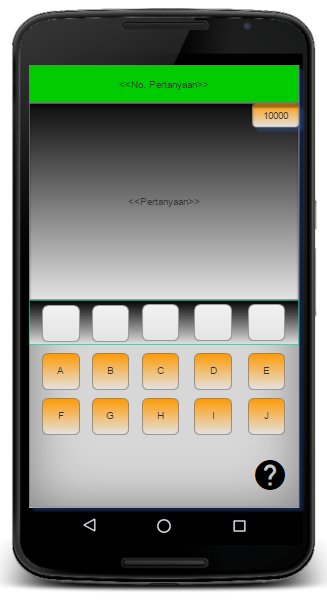 <<No. Pertanyaan>>
10000
<<Pertanyaan>>
A B C D E
F G H I J
?